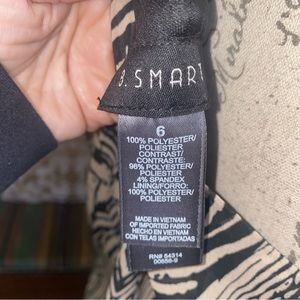 B. SMART
6
100% POLYESTER/
POLIESTER
CONTRAST/
CONTRASTE:
96% POLYESTER/
POLIESTER
4% SPANDEX
LINING/FORRO:
100% POLYESTER/
POLIESTER
MADE IN VIETNAM
OF IMPORTED FABRIC
HECHO EN VIETNAM
CON TELAS IMPORTADAS
RN# 54314